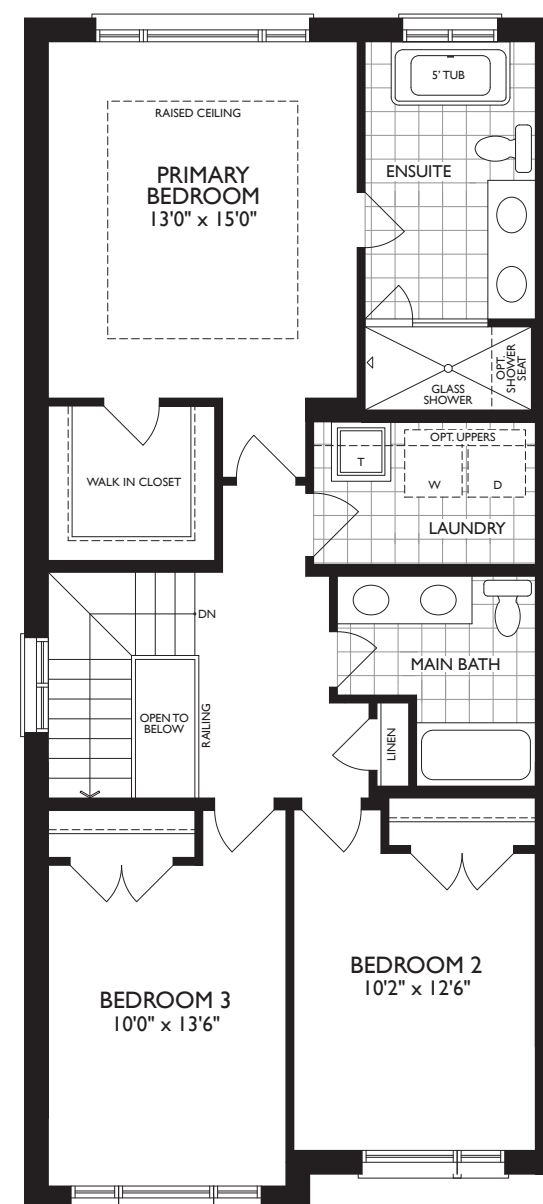 5' TUB
RAISED CEILING
PRIMARY
BEDROOM
13'0" x 15'0"
ENSUITE
OPT.
SHOWER
SEAT
GLASS
SHOWER
OPT. UPPERS
T
W
D
WALK IN CLOSET
LAUNDRY
DN
MAIN BATH
OPEN TO
BELOW
RAILING
LINEN
BEDROOM 2
10'2" x 12'6"
BEDROOM 3
10'0" x 13'6"